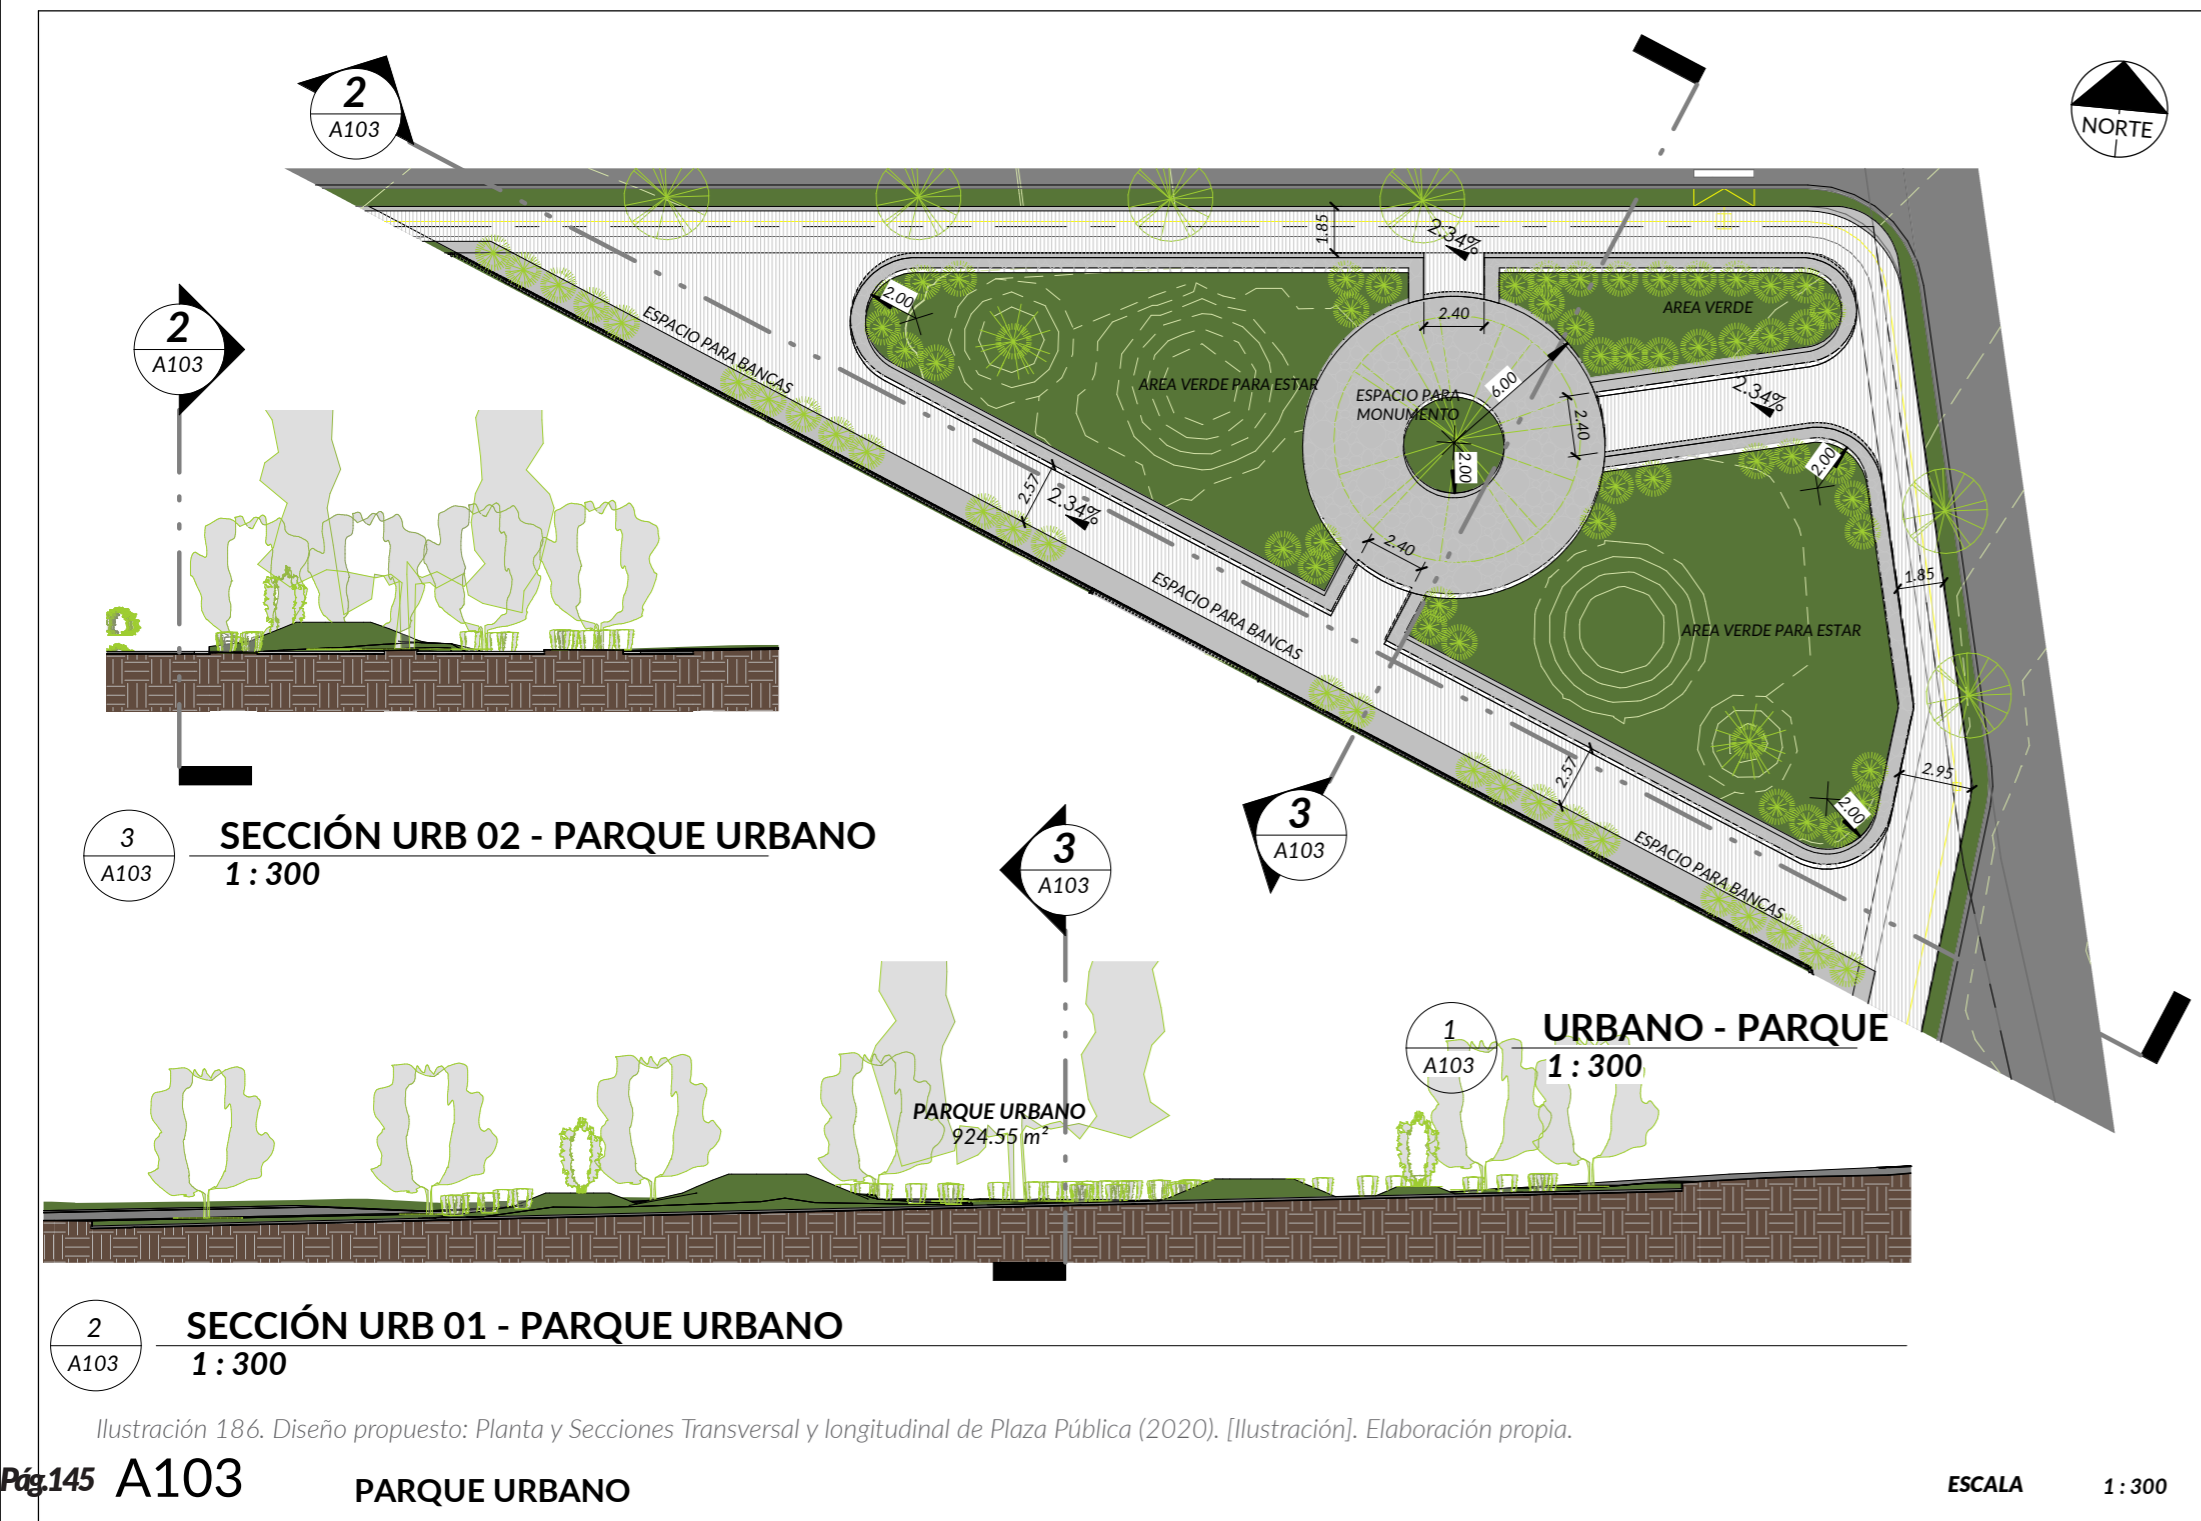 2
A103
NORTE
1.85
2.34%
2.00
2.40
AREA VERDE
ESPACIO PARA BANCAS
2
A103
AREA VERDE PARA ESTAR
ESPACIO PARA
MONUMENTO
6.00
2.34%
2.40
2.00
2.00
2.57
2.34%
2.40
1.85
ESPACIO PARA BANCAS
AREA VERDE PARA ESTAR
2.57
2.95
2.00
3
A103
ESPACIO PARA BANCAS
3
A103
SECCIÓN URB 02 - PARQUE URBANO
1 : 300
3
A103
1
A103
URBANO - PARQUE
1 : 300
PARQUE URBANO
924.55 m²
2
A103
SECCIÓN URB 01 - PARQUE URBANO
1 : 300
Ilustración 186. Diseño propuesto: Planta y Secciones Transversal y longitudinal de Plaza Pública (2020). [Ilustración]. Elaboración propia.
Pág.145
A103
PARQUE URBANO
ESCALA
1 : 300